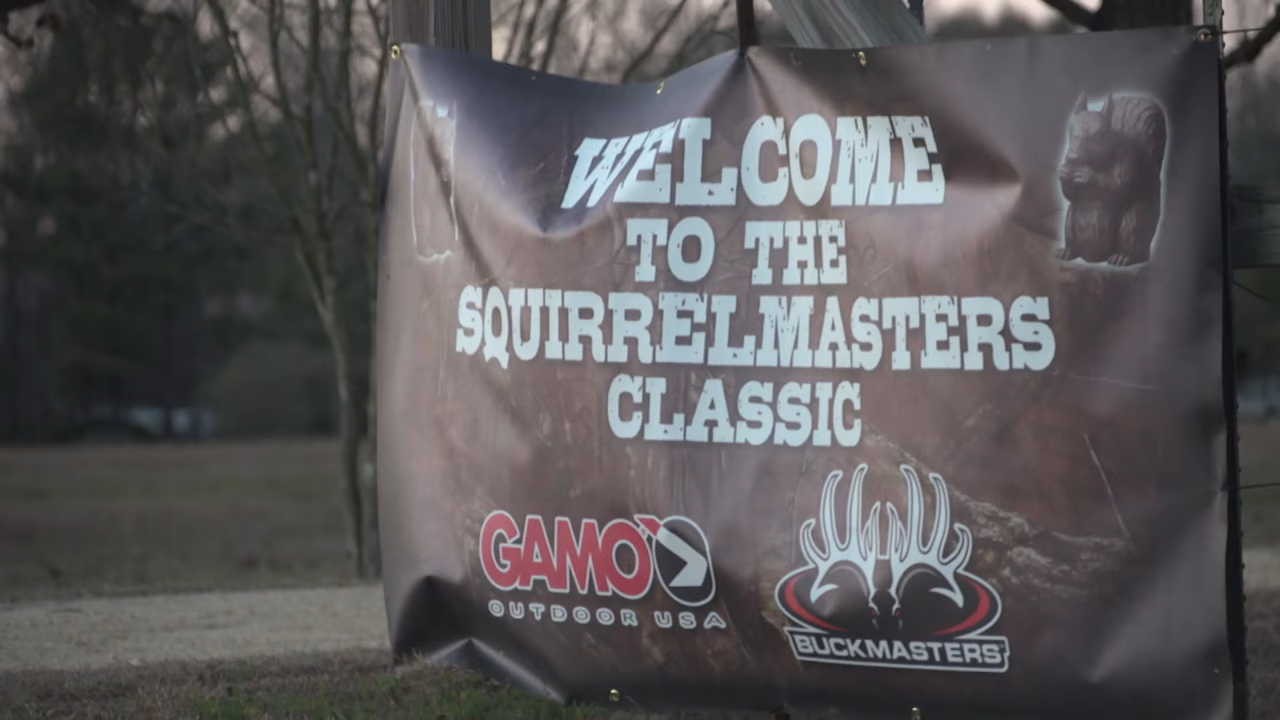 WELCOME
TO THE
SQUIRRELMASTERS
CLASSIC
GAMO
OUTDOOR USA
BUCKMASTERS